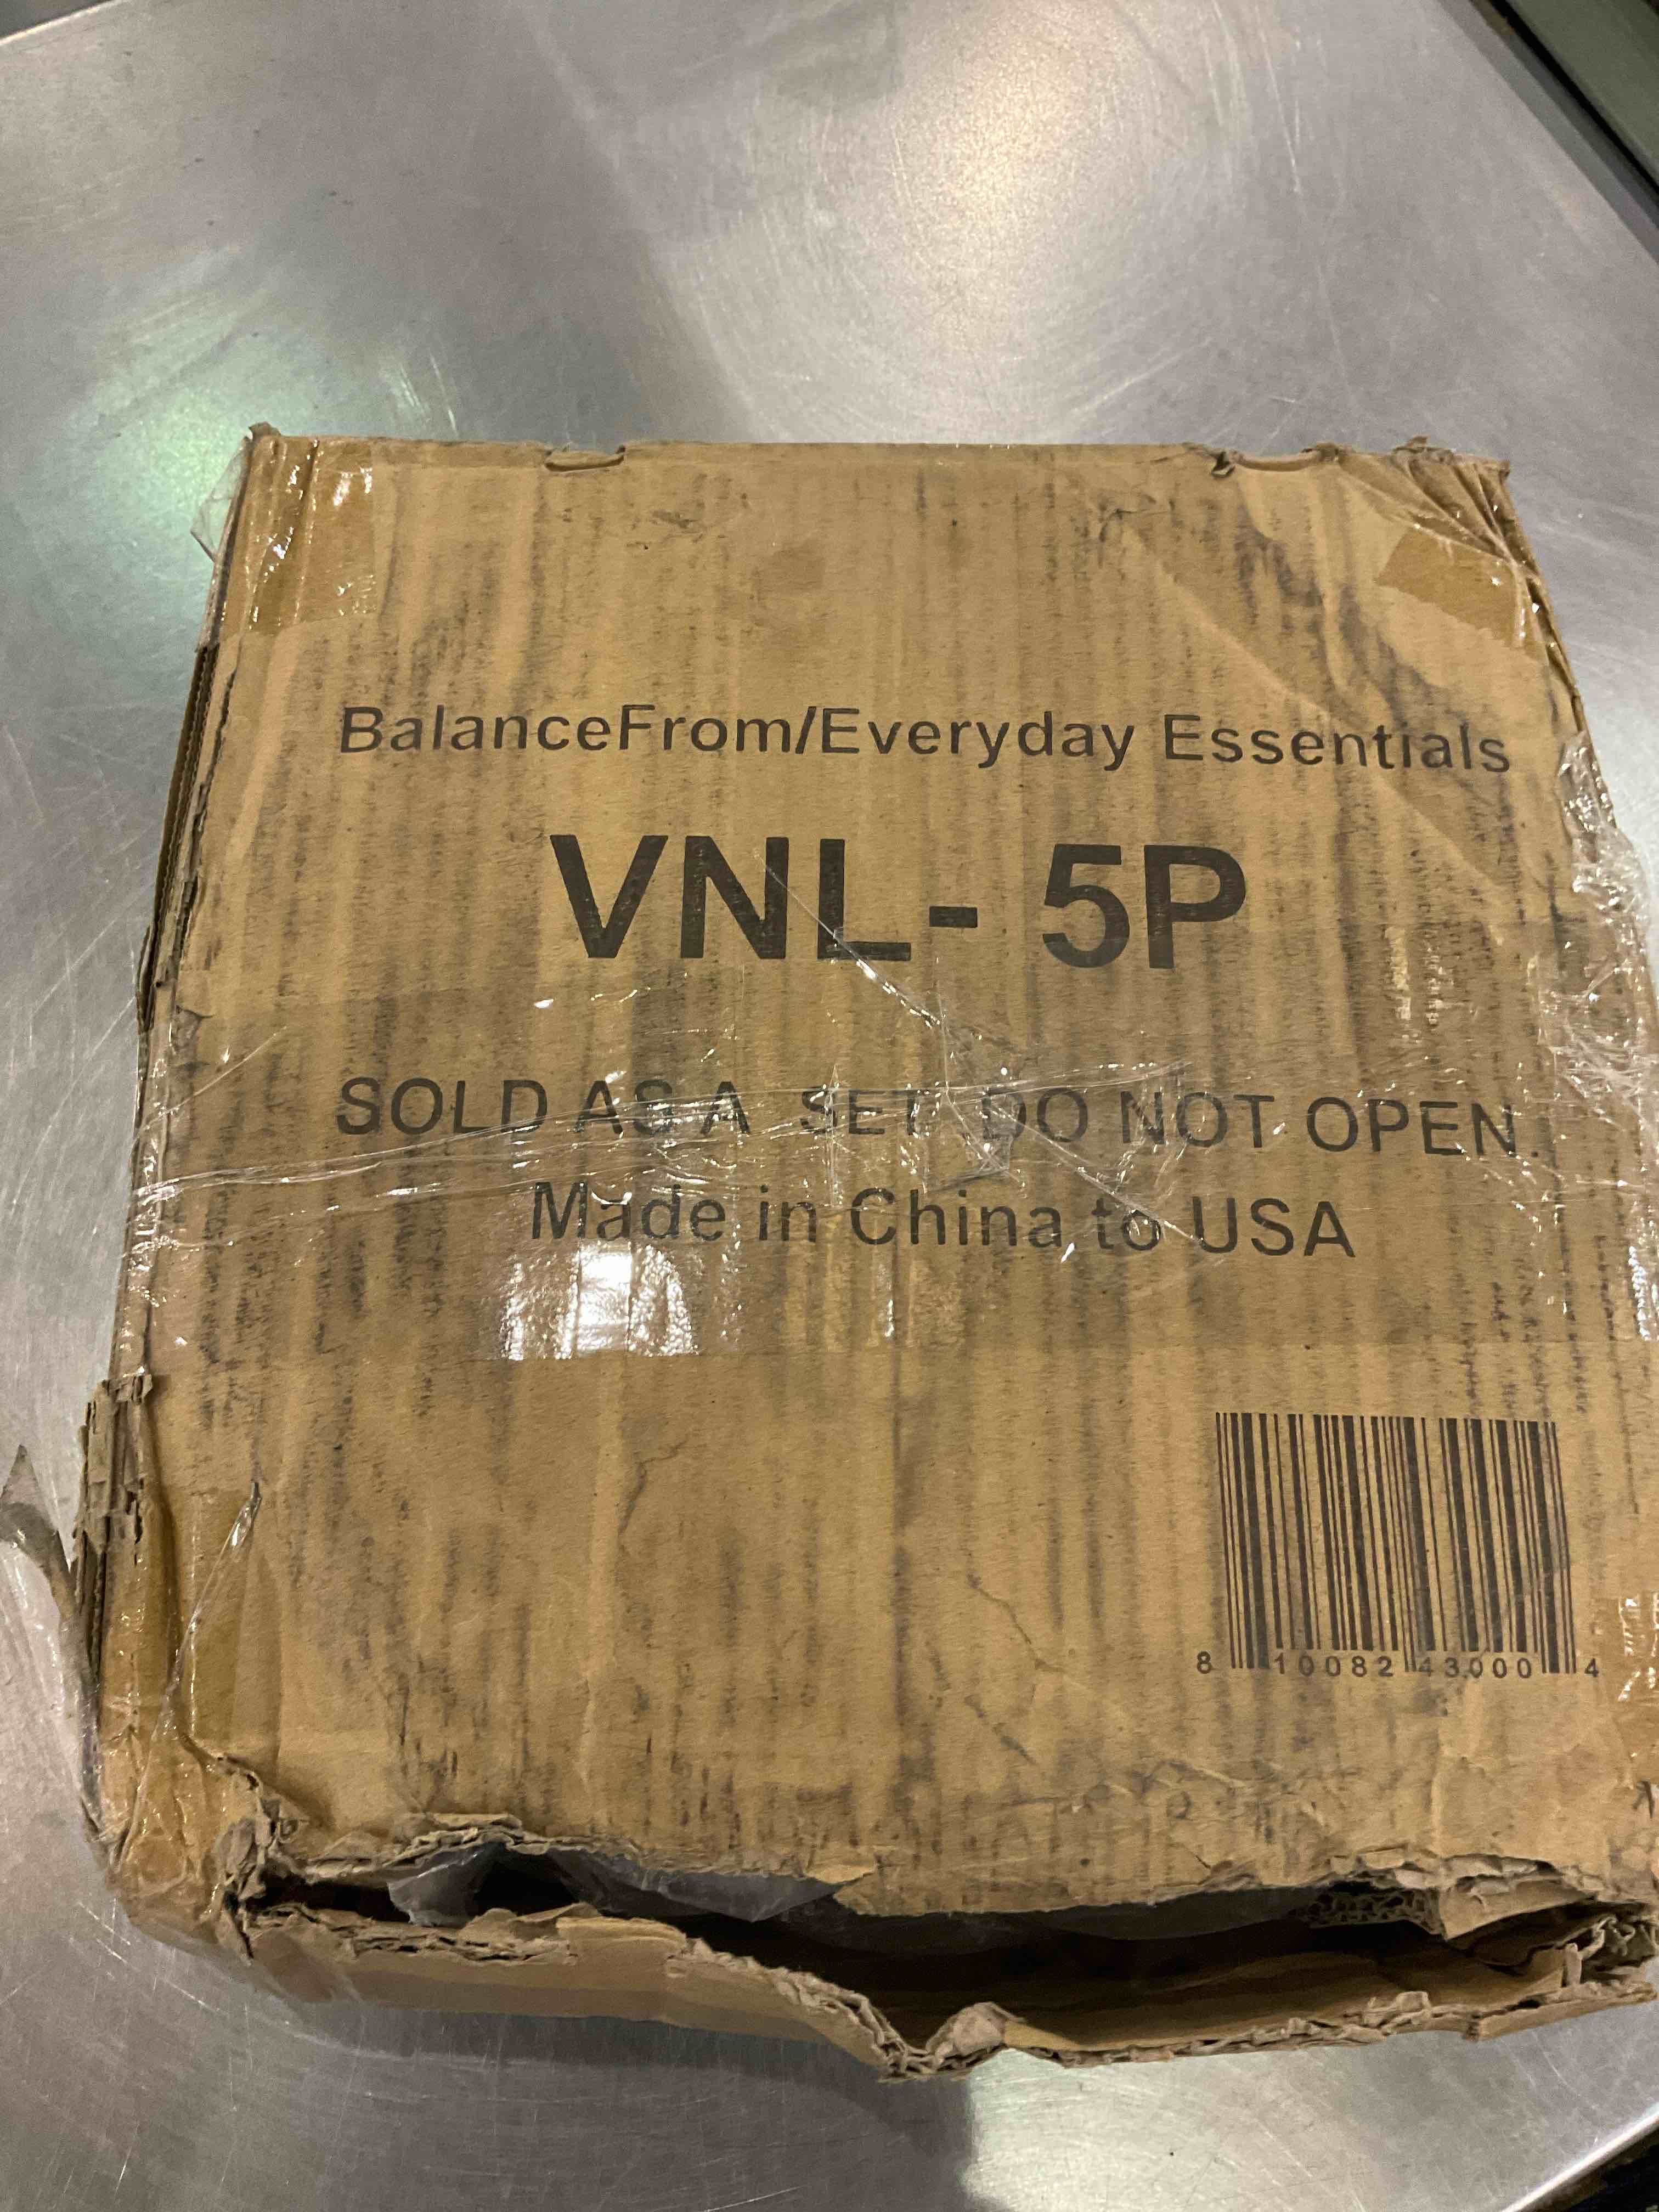 BalanceFrom/Everyday Essentials
VNL- 5P
SOLD AS A SET DO NOT OPEN.
Made in China to USA
8 10082 43000 4